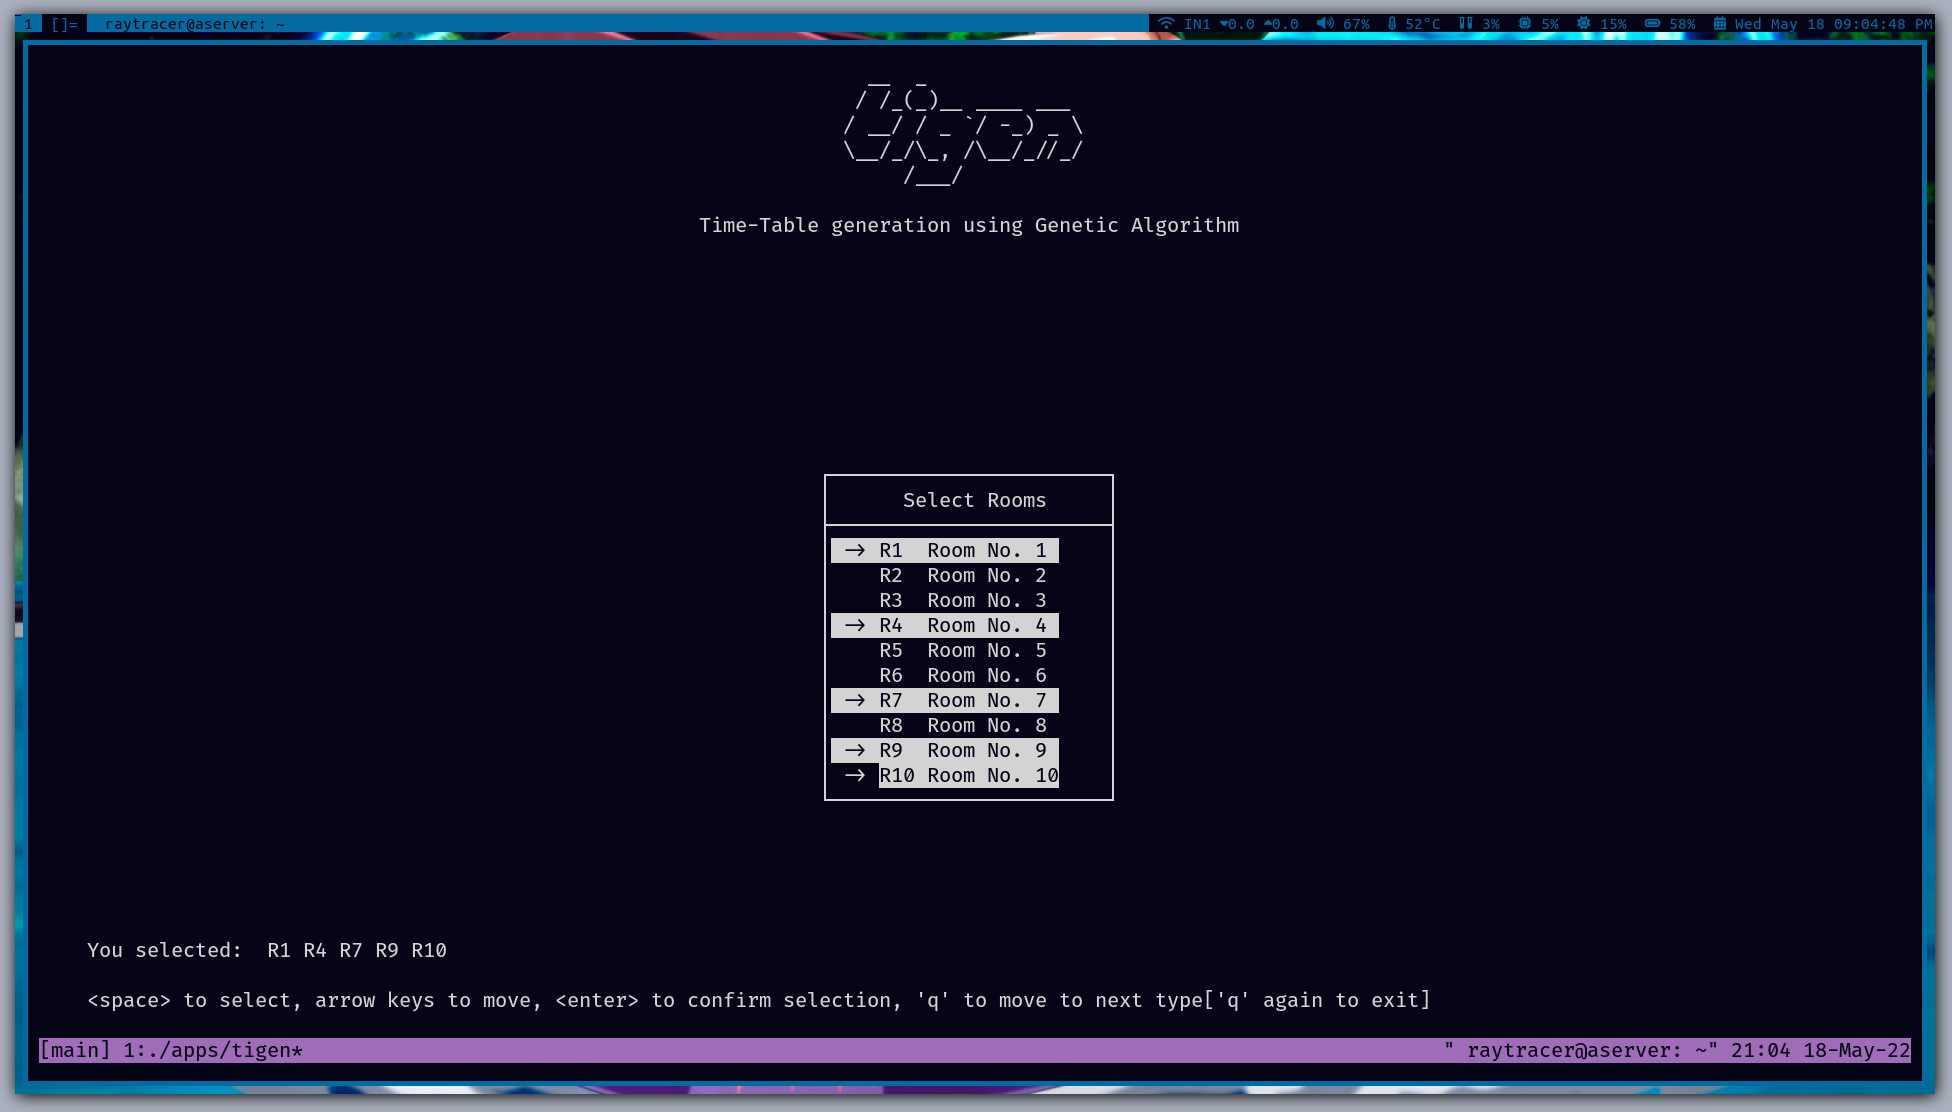 1 []= raytracer@aserver: ~ IN1 ▾0.0 ▴0.0 67% 52°C 3% 5% 15% 58% Wed May 18 09:04:48 PM
   __  _
  / /_(_)__ ____ ___
 / __/ / _ `/ -_) _ \
 \__/_/\_, /\__/_//_/
      /___/
Time-Table generation using Genetic Algorithm
Select Rooms
→ R1  Room No. 1
R2  Room No. 2
R3  Room No. 3
→ R4  Room No. 4
R5  Room No. 5
R6  Room No. 6
→ R7  Room No. 7
R8  Room No. 8
→ R9  Room No. 9
→ R10 Room No. 10
You selected:  R1 R4 R7 R9 R10
<space> to select, arrow keys to move, <enter> to confirm selection, 'q' to move to next type['q' again to exit]
[main] 1:./apps/tigen* " raytracer@aserver: ~" 21:04 18-May-22